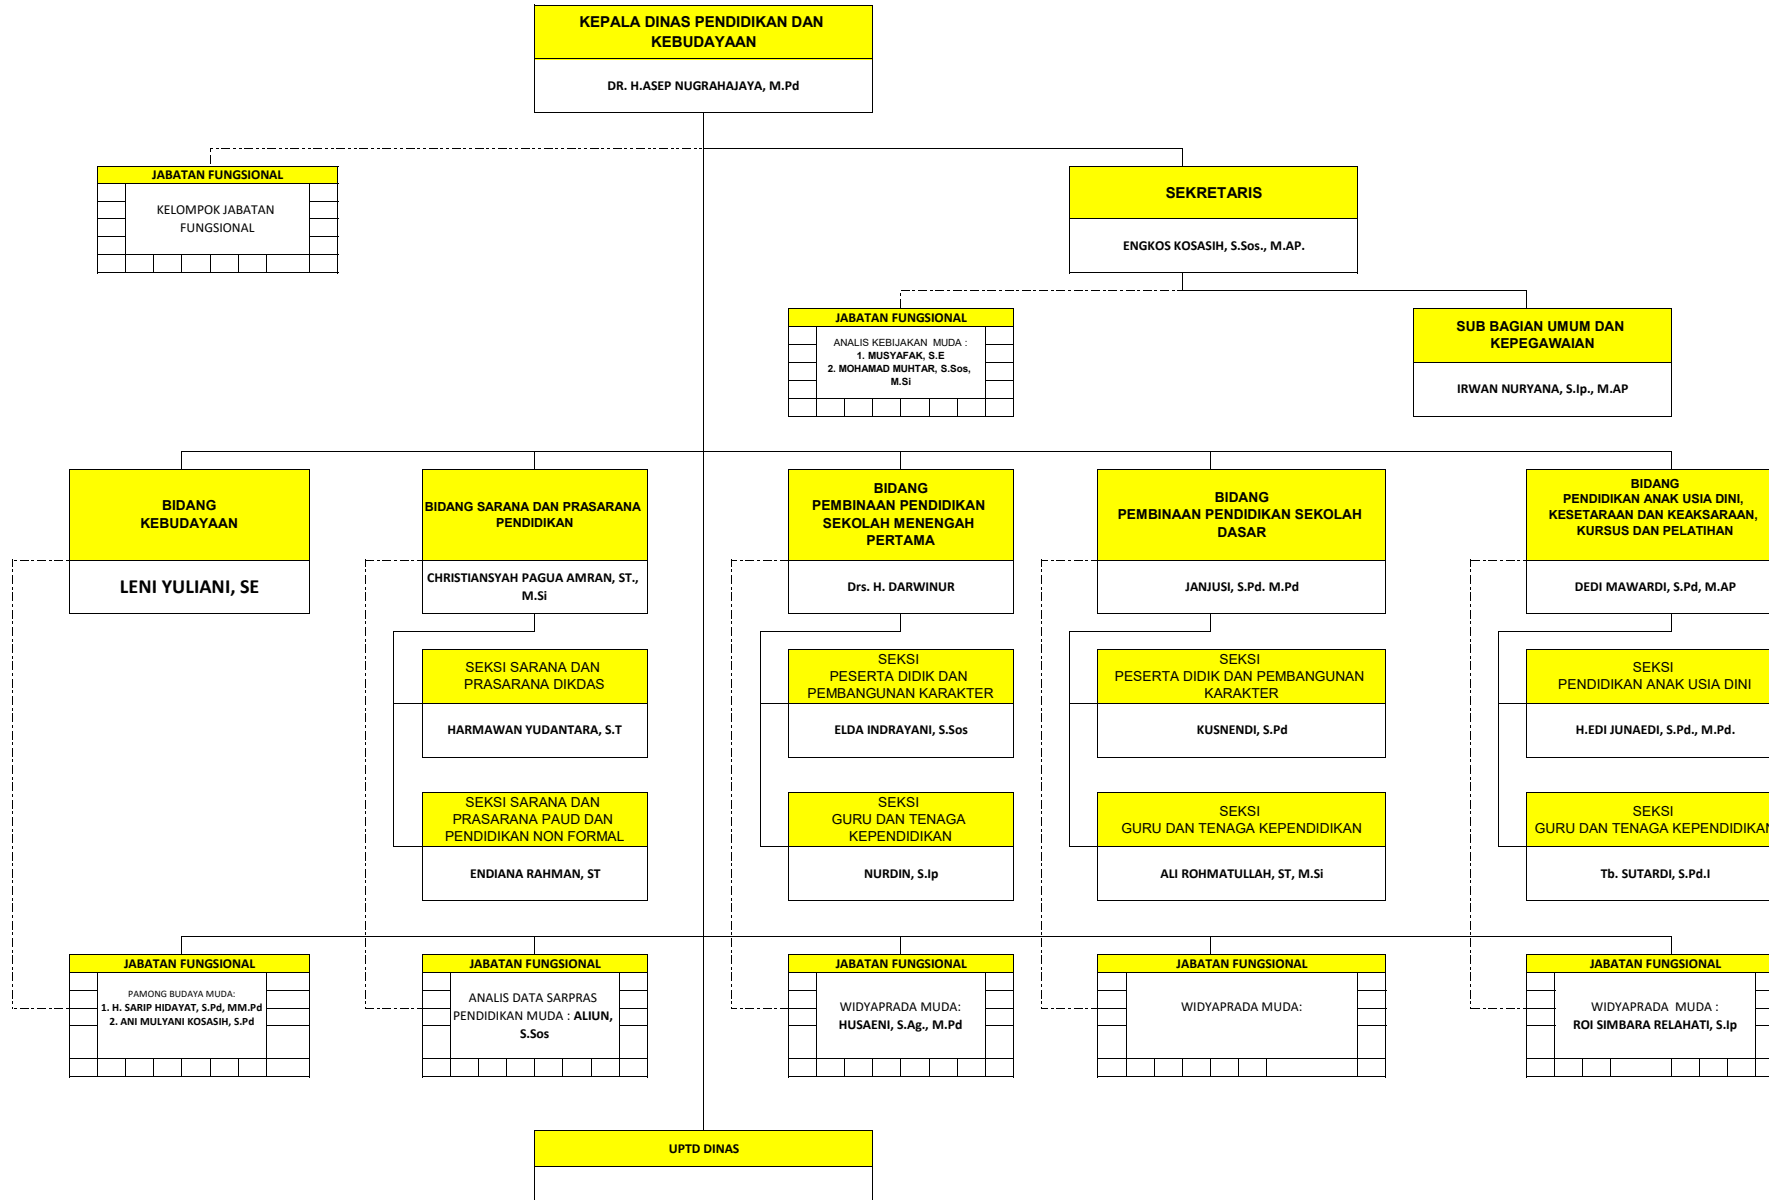 KEPALA DINAS PENDIDIKAN DAN
KEBUDAYAAN
DR. H.ASEP NUGRAHAJAYA, M.Pd
JABATAN FUNGSIONAL
KELOMPOK JABATAN
FUNGSIONAL
SEKRETARIS
ENGKOS KOSASIH, S.Sos., M.AP.
JABATAN FUNGSIONAL
ANALIS KEBIJAKAN  MUDA :
1. MUSYAFAK, S.E
2. MOHAMAD MUHTAR, S.Sos,
M.Si
SUB BAGIAN UMUM DAN
KEPEGAWAIAN
IRWAN NURYANA, S.Ip., M.AP
BIDANG
KEBUDAYAAN
LENI YULIANI, SE
BIDANG SARANA DAN PRASARANA
PENDIDIKAN
CHRISTIANSYAH PAGUA AMRAN, ST.,
M.Si
BIDANG
PEMBINAAN PENDIDIKAN
SEKOLAH MENENGAH
PERTAMA
Drs. H. DARWINUR
BIDANG
PEMBINAAN PENDIDIKAN SEKOLAH
DASAR
JANJUSI, S.Pd. M.Pd
BIDANG
PENDIDIKAN ANAK USIA DINI,
KESETARAAN DAN KEAKSARAAN,
KURSUS DAN PELATIHAN
DEDI MAWARDI, S.Pd, M.AP
SEKSI SARANA DAN
PRASARANA DIKDAS
HARMAWAN YUDANTARA, S.T
SEKSI
PESERTA DIDIK DAN
PEMBANGUNAN KARAKTER
ELDA INDRAYANI, S.Sos
SEKSI
PESERTA DIDIK DAN PEMBANGUNAN
KARAKTER
KUSNENDI, S.Pd
SEKSI
PENDIDIKAN ANAK USIA DINI
H.EDI JUNAEDI, S.Pd., M.Pd.
SEKSI SARANA DAN
PRASARANA PAUD DAN
PENDIDIKAN NON FORMAL
ENDIANA RAHMAN, ST
SEKSI
GURU DAN TENAGA
KEPENDIDIKAN
NURDIN, S.Ip
SEKSI
GURU DAN TENAGA KEPENDIDIKAN
ALI ROHMATULLAH, ST, M.Si
SEKSI
GURU DAN TENAGA KEPENDIDIKAN
Tb. SUTARDI, S.Pd.I
JABATAN FUNGSIONAL
PAMONG BUDAYA MUDA:
1. H. SARIP HIDAYAT, S.Pd, MM.Pd
2. ANI MULYANI KOSASIH, S.Pd
JABATAN FUNGSIONAL
ANALIS DATA SARPRAS
PENDIDIKAN MUDA : ALIUN,
S.Sos
JABATAN FUNGSIONAL
WIDYAPRADA MUDA:
HUSAENI, S.Ag., M.Pd
JABATAN FUNGSIONAL
WIDYAPRADA MUDA:
JABATAN FUNGSIONAL
WIDYAPRADA  MUDA :
ROI SIMBARA RELAHATI, S.Ip
UPTD DINAS